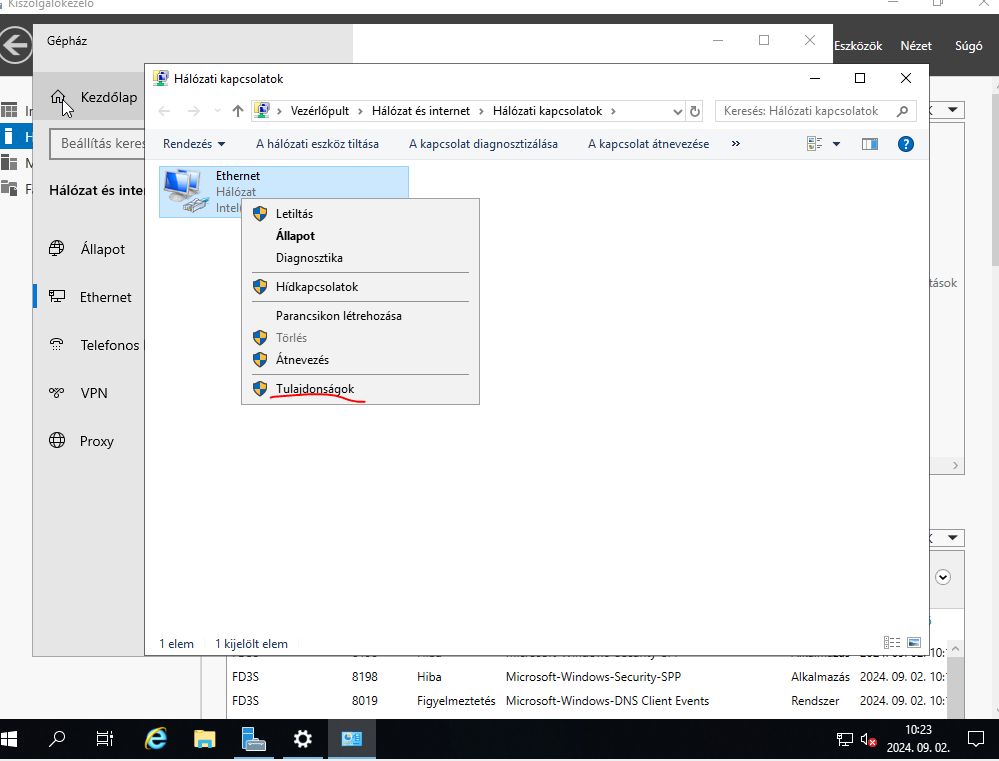 Kiszolgálókezelő
Gépház
Eszközök Nézet Súgó
Hálózati kapcsolatok
Kezdőlap
Vezérlőpult Hálózat és internet Hálózati kapcsolatok
Keresés: Hálózati kapcsolatok
Beállítás keres
Rendezés A hálózati eszköz tiltása A kapcsolat diagnosztizálása A kapcsolat átnevezése »
Hálózat és inte
Ethernet
Hálózat
Intel
Letiltás
Állapot
Diagnosztika
Hídkapcsolatok
Parancsikon létrehozása
Törlés
Átnevezés
Tulajdonságok
Állapot
Ethernet
Telefonos
VPN
Proxy
tások
1 elem 1 kijelölt elem
FD3S 8198 Hiba Microsoft-Windows-Security-SPP Alkalmazás 2024. 09. 02. 10:
FD3S 8019 Figyelmeztetés Microsoft-Windows-DNS Client Events Rendszer 2024. 09. 02. 10:
10:23
2024. 09. 02.